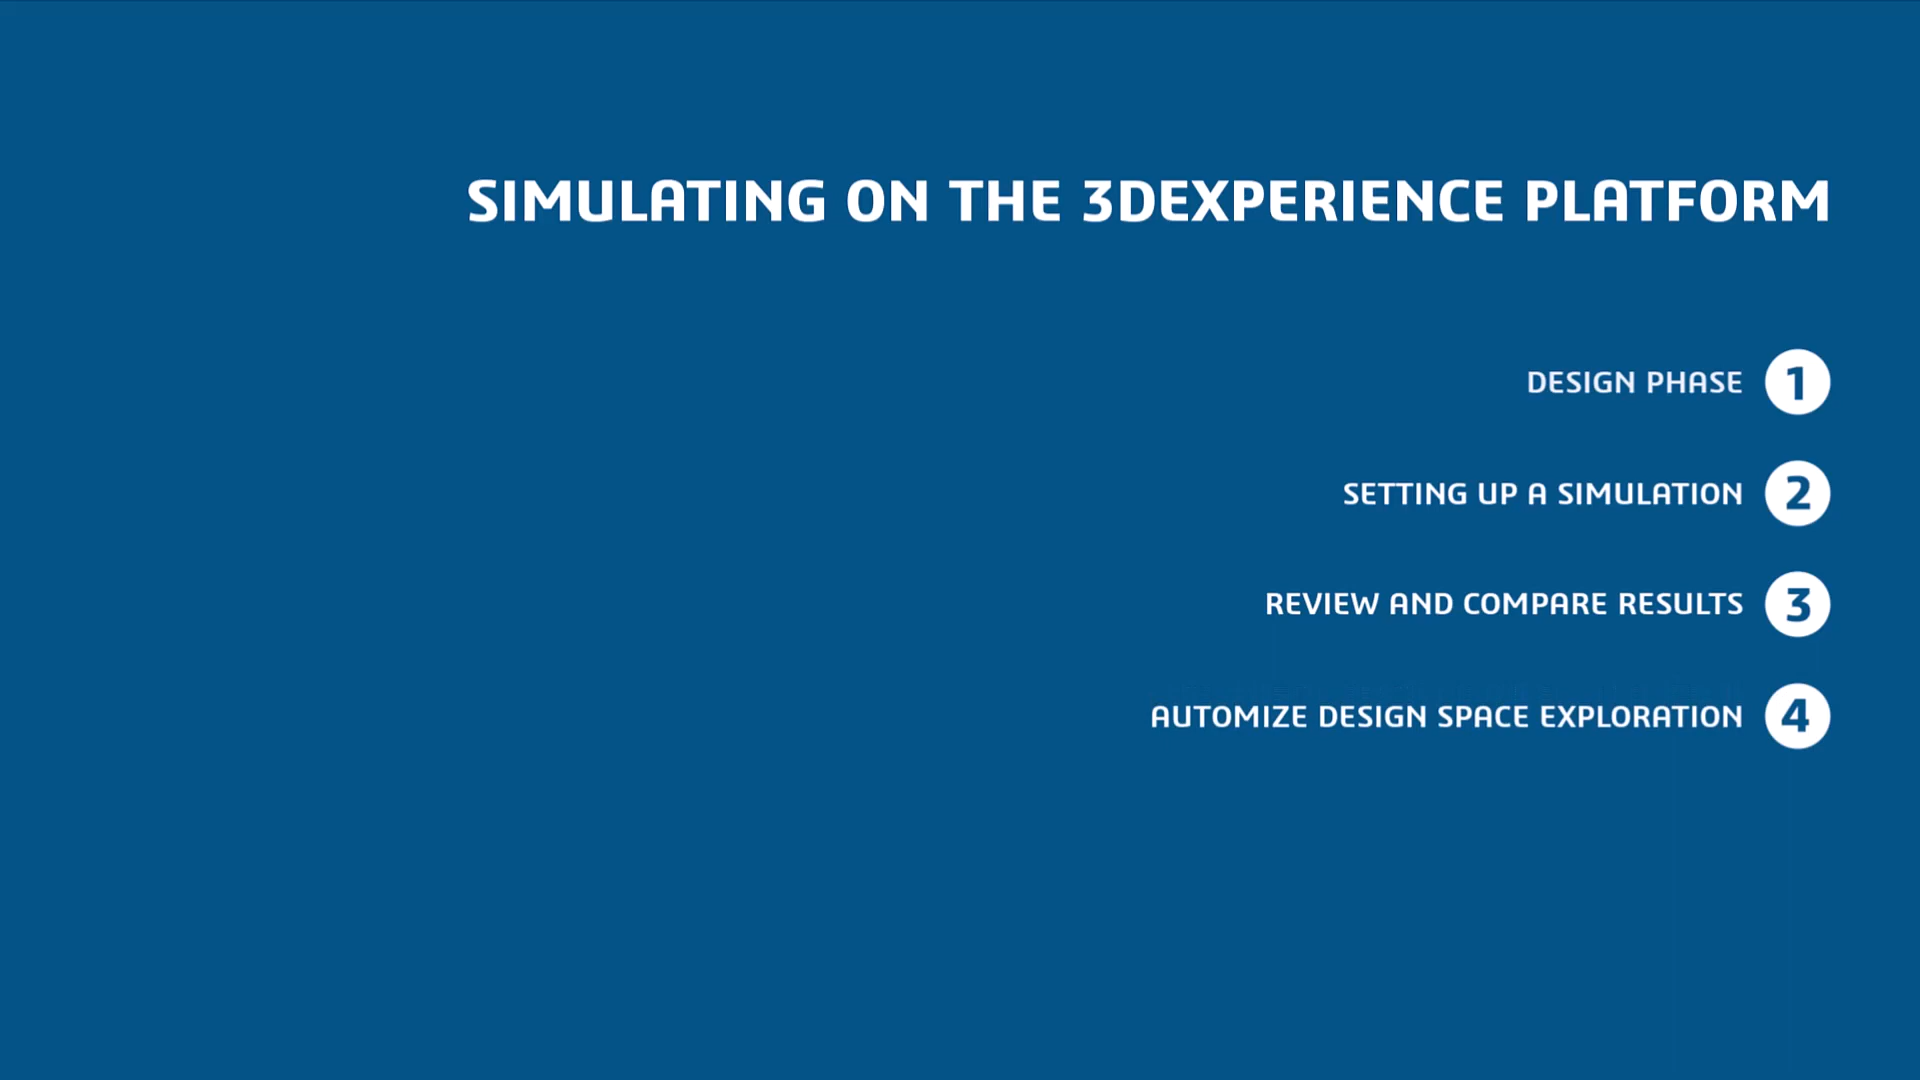 SIMULATING ON THE 3DEXPERIENCE PLATFORM
DESIGN PHASE 1
SETTING UP A SIMULATION 2
REVIEW AND COMPARE RESULTS 3
AUTOMIZE DESIGN SPACE EXPLORATION 4